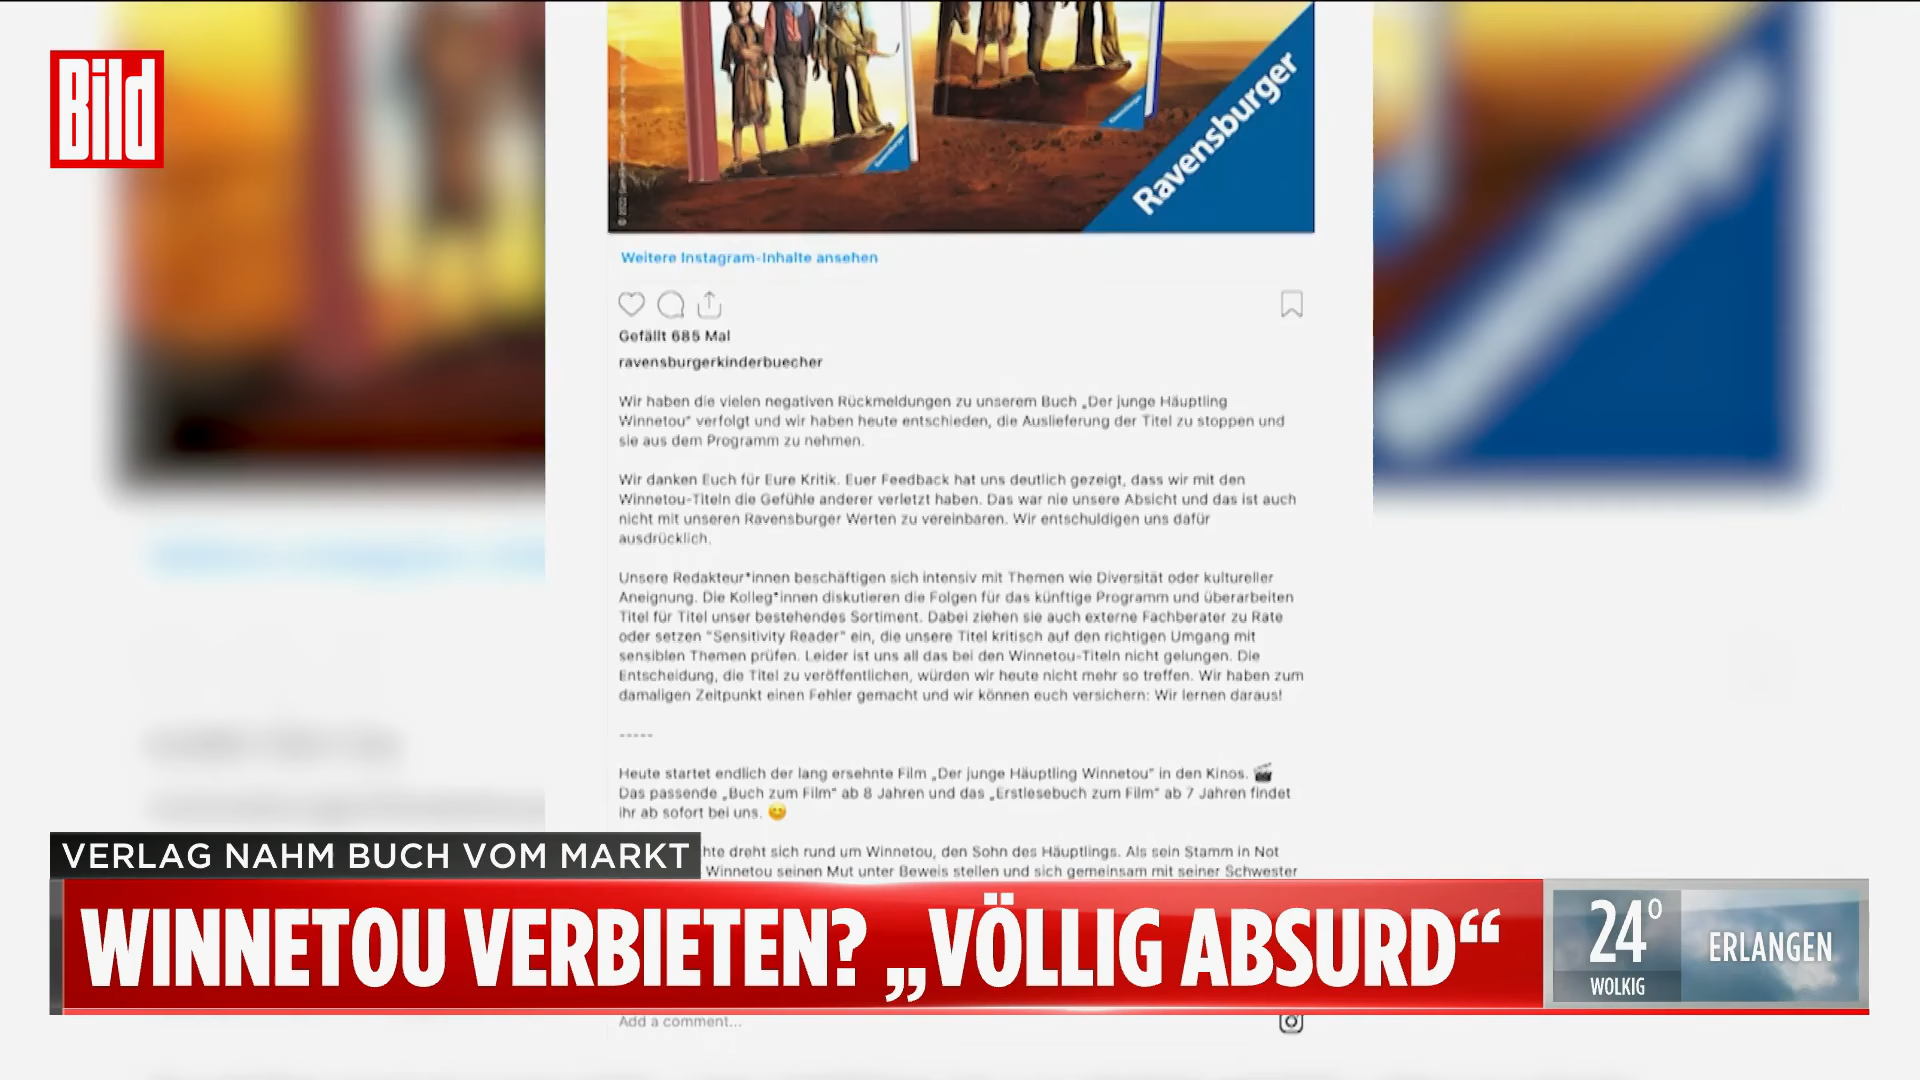 Bild
Ravensburger
Ravensburger
Ravensburger
Weitere Instagram-Inhalte ansehen
Gefällt 685 Mal
ravensburgerkinderbuecher
Wir haben die vielen negativen Rückmeldungen zu unserem Buch „Der junge Häuptling
Winnetou“ verfolgt und wir haben heute entschieden, die Auslieferung der Titel zu stoppen und
sie aus dem Programm zu nehmen.
Wir danken Euch für Eure Kritik. Euer Feedback hat uns deutlich gezeigt, dass wir mit den
Winnetou-Titeln die Gefühle anderer verletzt haben. Das war nie unsere Absicht und das ist auch
nicht mit unseren Ravensburger Werten zu vereinbaren. Wir entschuldigen uns dafür
ausdrücklich.
Unsere Redakteur*innen beschäftigen sich intensiv mit Themen wie Diversität oder kultureller
Aneignung. Die Kolleg*innen diskutieren die Folgen für das künftige Programm und überarbeiten
Titel für Titel unser bestehendes Sortiment. Dabei ziehen sie auch externe Fachberater zu Rate
oder setzen "Sensitivity Reader" ein, die unsere Titel kritisch auf den richtigen Umgang mit
sensiblen Themen prüfen. Leider ist uns all das bei den Winnetou-Titeln nicht gelungen. Die
Entscheidung, die Titel zu veröffentlichen, würden wir heute nicht mehr so treffen. Wir haben zum
damaligen Zeitpunkt einen Fehler gemacht und wir können euch versichern: Wir lernen daraus!
-----
Heute startet endlich der lang ersehnte Film „Der junge Häuptling Winnetou“ in den Kinos. 🎬
Das passende „Buch zum Film“ ab 8 Jahren und das „Erstlesebuch zum Film“ ab 7 Jahren findet
ihr ab sofort bei uns. 😊
hte dreht sich rund um Winnetou, den Sohn des Häuptlings. Als sein Stamm in Not
Winnetou seinen Mut unter Beweis stellen und sich gemeinsam mit seiner Schwester
VERLAG NAHM BUCH VOM MARKT
WINNETOU VERBIETEN? „VÖLLIG ABSURD“
24°
WOLKIG
ERLANGEN
Add a comment...